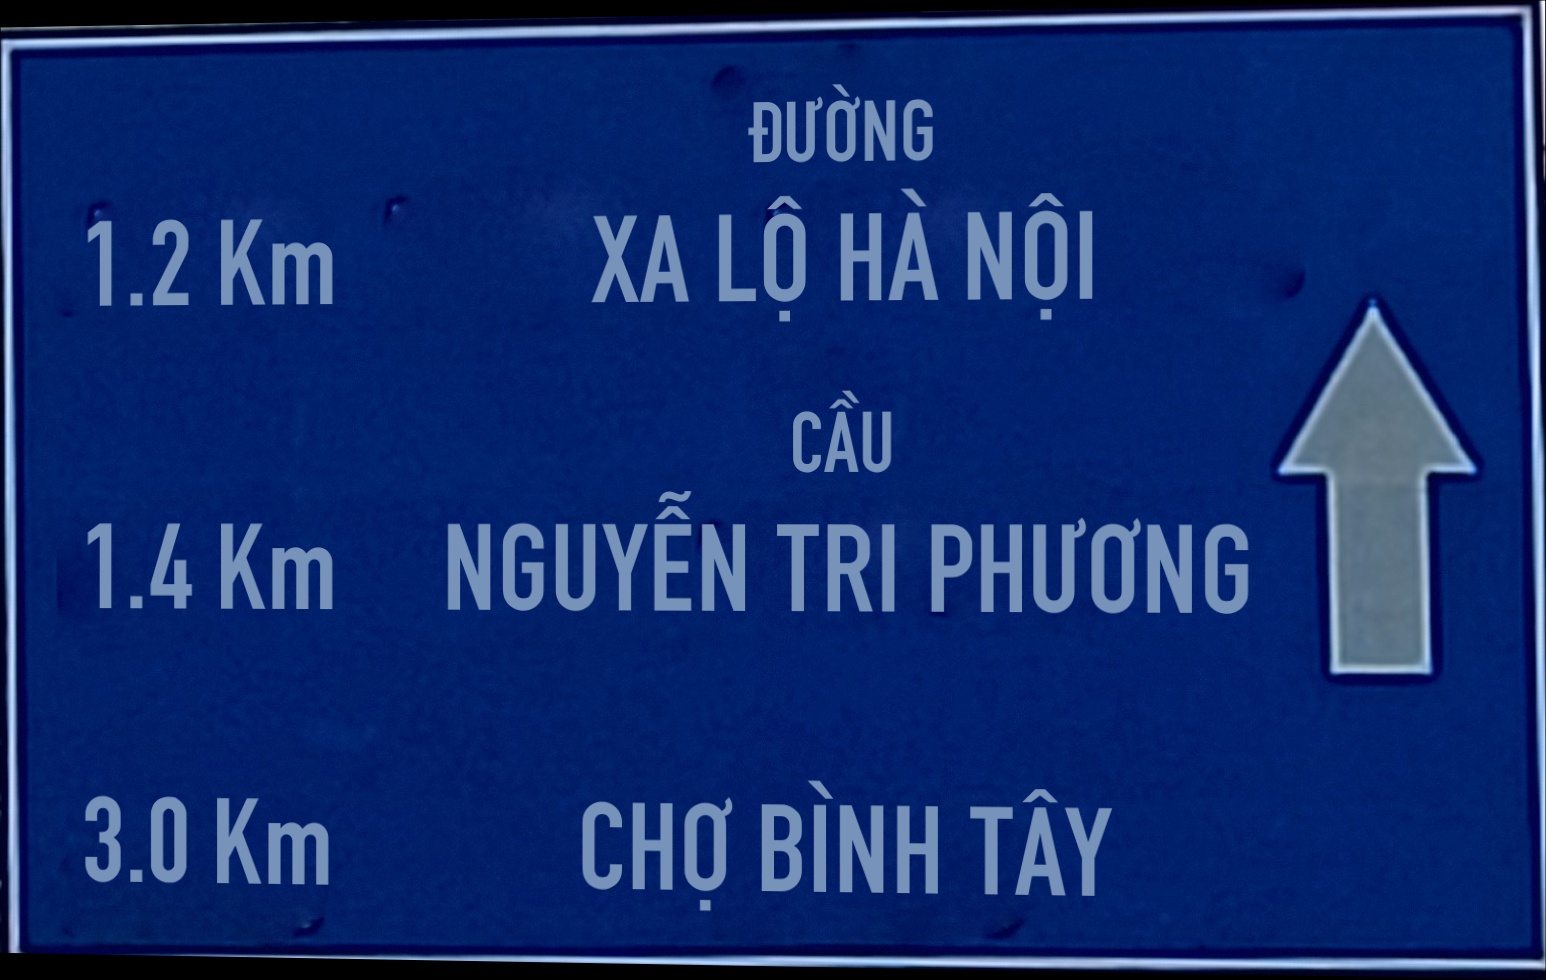 ĐƯỜNG
1.2 Km XA LỘ HÀ NỘI
CẦU
1.4 Km NGUYỄN TRI PHƯƠNG
3.0 Km CHỢ BÌNH TÂY